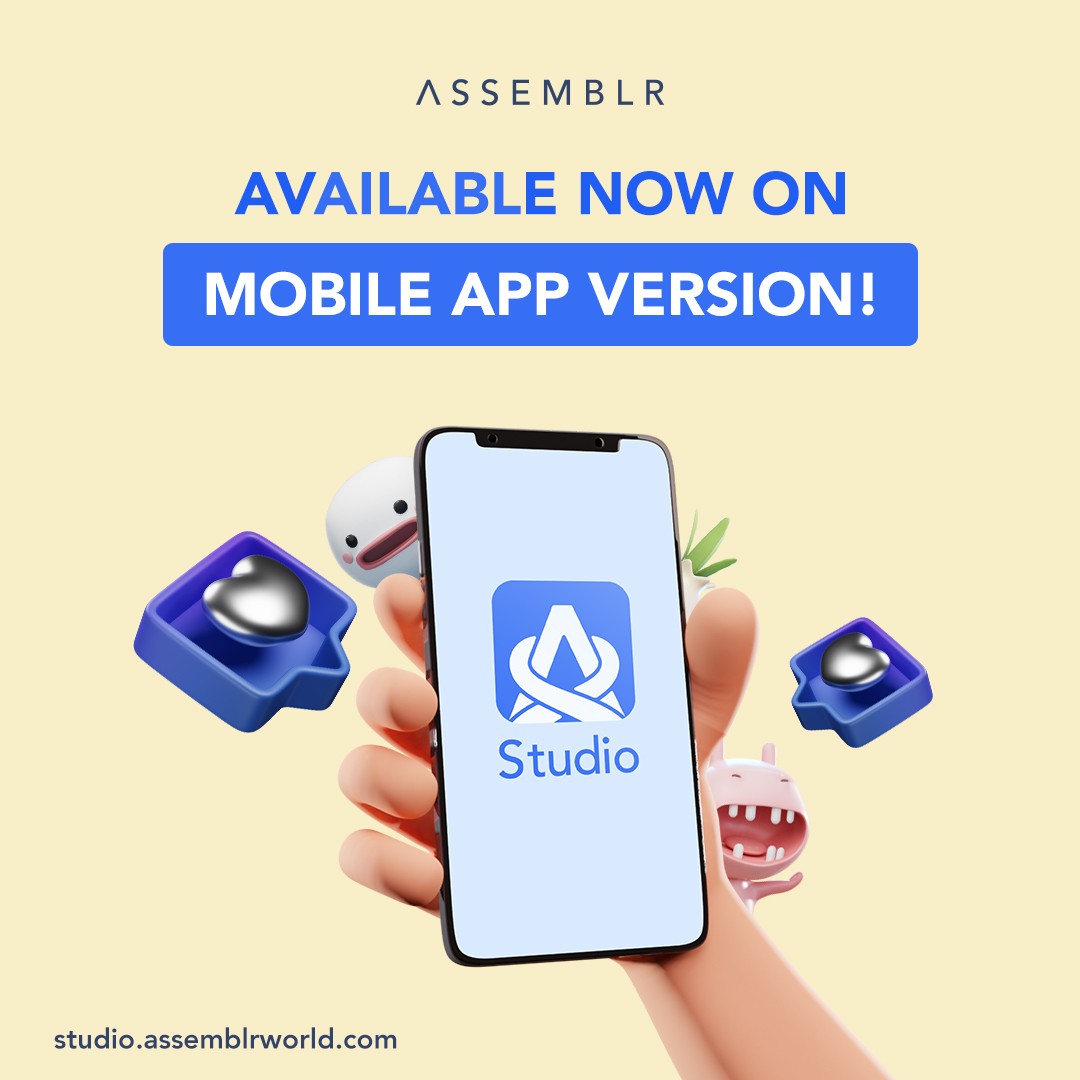 ASSEMBLR
AVAILABLE NOW ON
MOBILE APP VERSION!
Studio
studio.assemblrworld.com